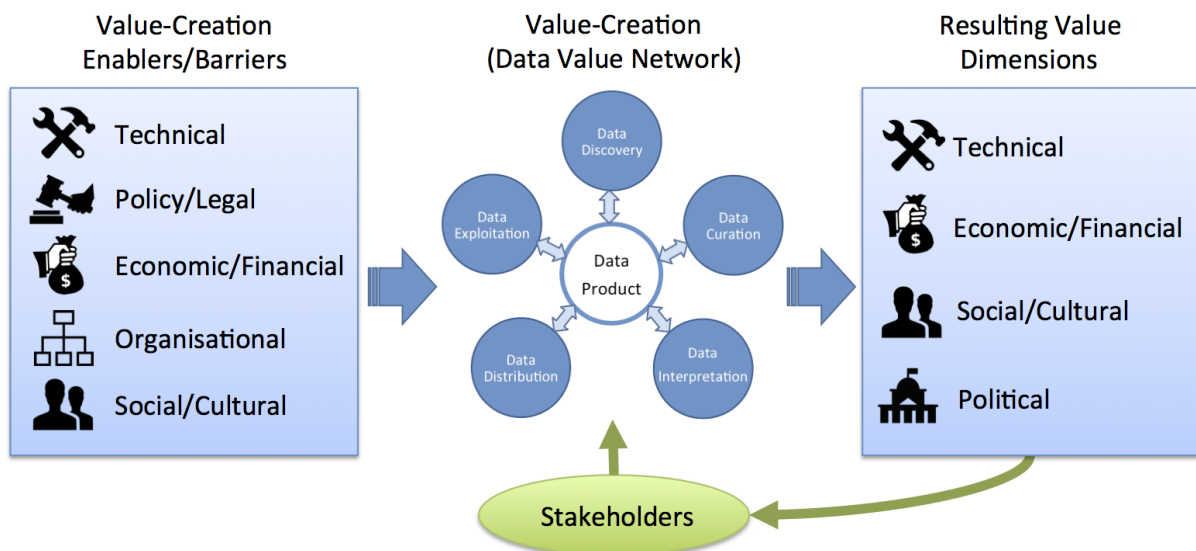 Value-Creation
Enablers/Barriers
Technical
Policy/Legal
$
Economic/Financial
Organisational
Social/Cultural
Value-Creation
(Data Value Network)
Data
Discovery
Data
Exploitation
Data
Curation
Data
Product
Data
Distribution
Data
Interpretation
Resulting Value
Dimensions
Technical
$
Economic/Financial
Social/Cultural
Political
Stakeholders